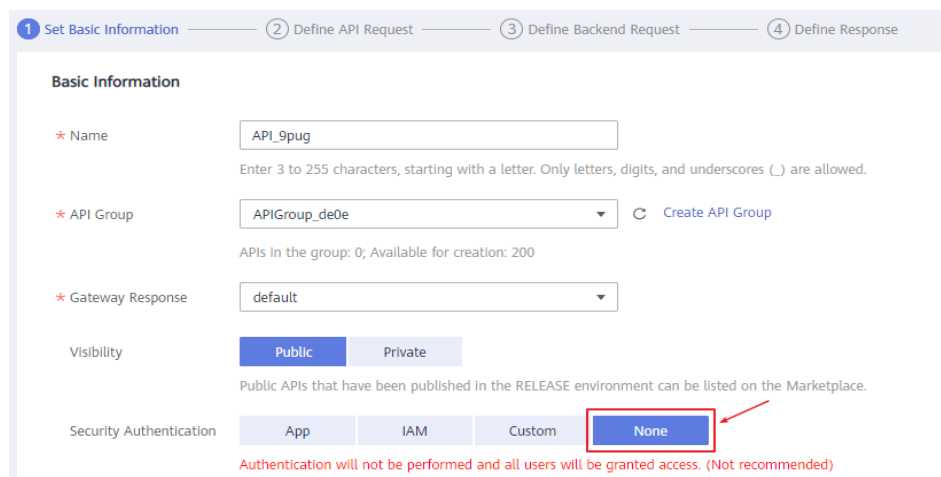 1 Set Basic Information 2 Define API Request 3 Define Backend Request 4 Define Response
Basic Information
* Name API_9pug
Enter 3 to 255 characters, starting with a letter. Only letters, digits, and underscores (_) are allowed.
* API Group APIGroup_de0e Create API Group
APIs in the group: 0; Available for creation: 200
* Gateway Response default
Visibility Public Private
Public APIs that have been published in the RELEASE environment can be listed on the Marketplace.
Security Authentication App IAM Custom None
Authentication will not be performed and all users will be granted access. (Not recommended)